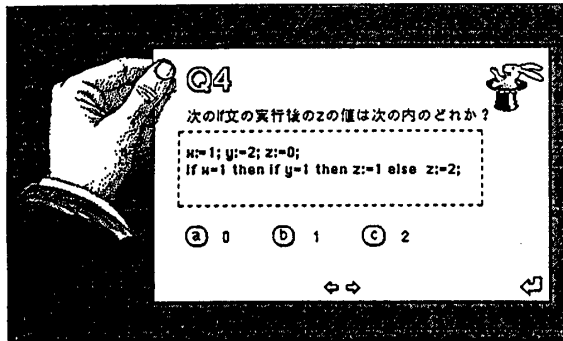 Q4
次のif文の実行後のzの値は次の内のどれか?
x:=1; y:=2; z:=0;
if x=1 then if y=1 then z:=1 else z:=2;
a 0 b 1 c 2